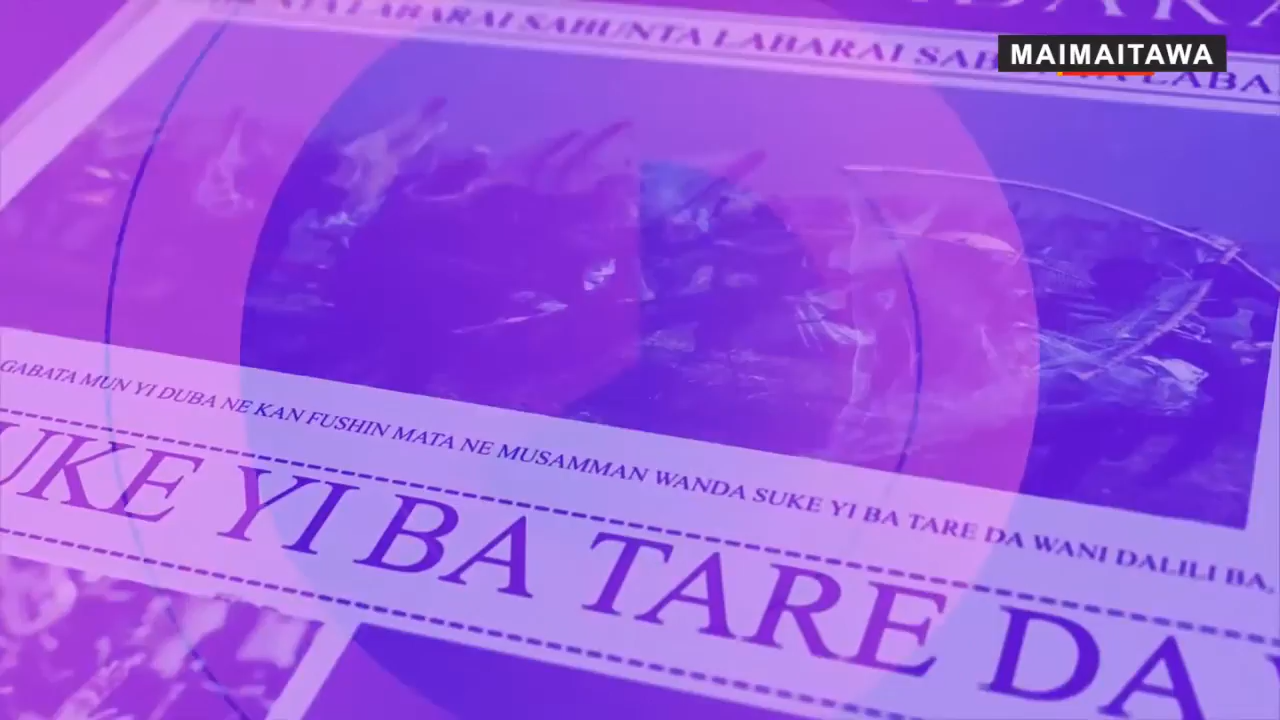 LABARAI SABUNTA LABARAI
MAIMAITAWA
GABATA MUN YI DUBA NE KAN FUSHIN MATA NE MUSAMMAN WANDA SUKE YI BA TARE DA WANI DALILI BA,
UKE YI BA TARE DA